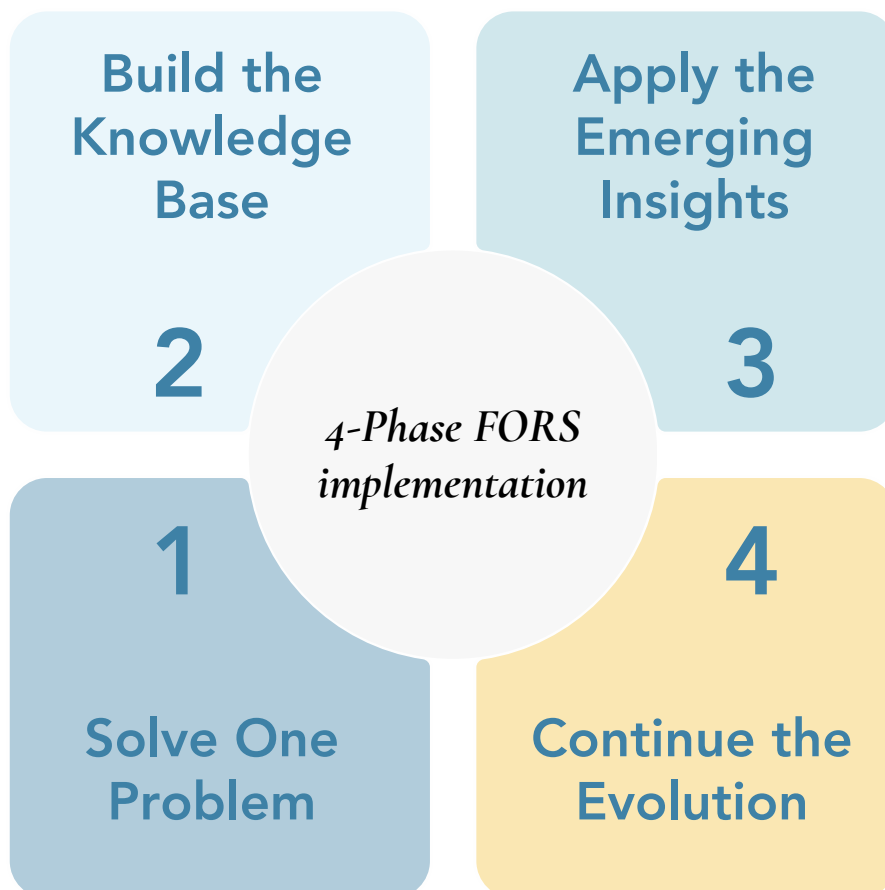 Build the
Knowledge
Base
2
Apply the
Emerging
Insights
3
4-Phase FORS
implementation
1
Solve One
Problem
4
Continue the
Evolution